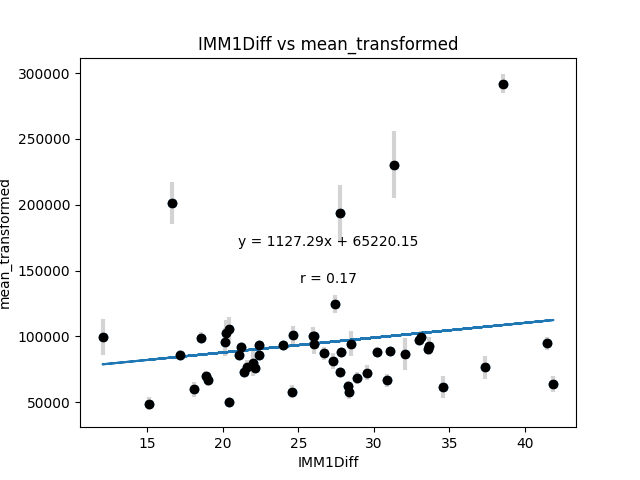 IMM1Diff vs mean_transformed
300000
250000
200000
150000
100000
50000
mean_transformed
y = 1127.29x + 65220.15
r = 0.17
15 20 25 30 35 40
IMM1Diff